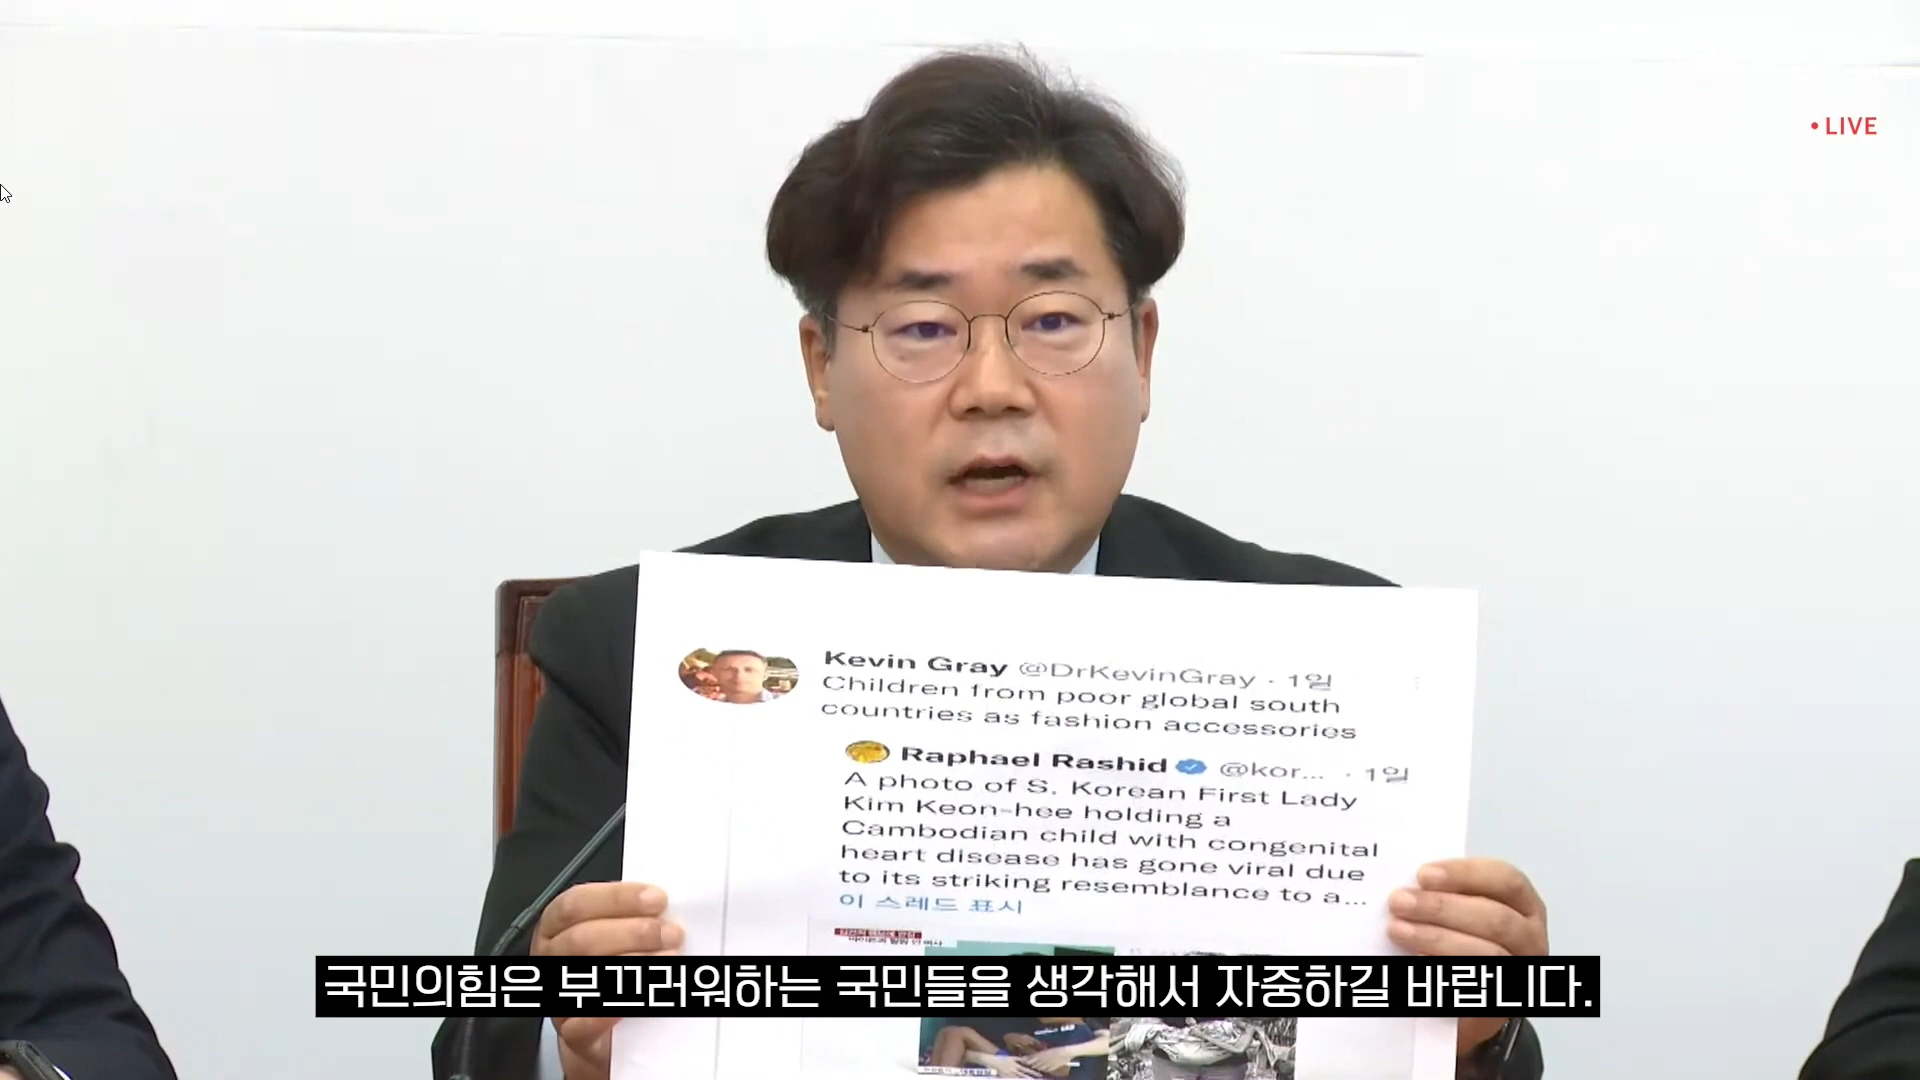 LIVE
Kevin Gray @DrKevinGray · 1일
Children from poor global south
countries as fashion accessories
Raphael Rashid @kor... · 1일
A photo of S. Korean First Lady
Kim Keon-hee holding a
Cambodian child with congenital
heart disease has gone viral due
to its striking resemblance to a...
이 스레드 표시
국민의힘은 부끄러워하는 국민들을 생각해서 자중하길 바랍니다.